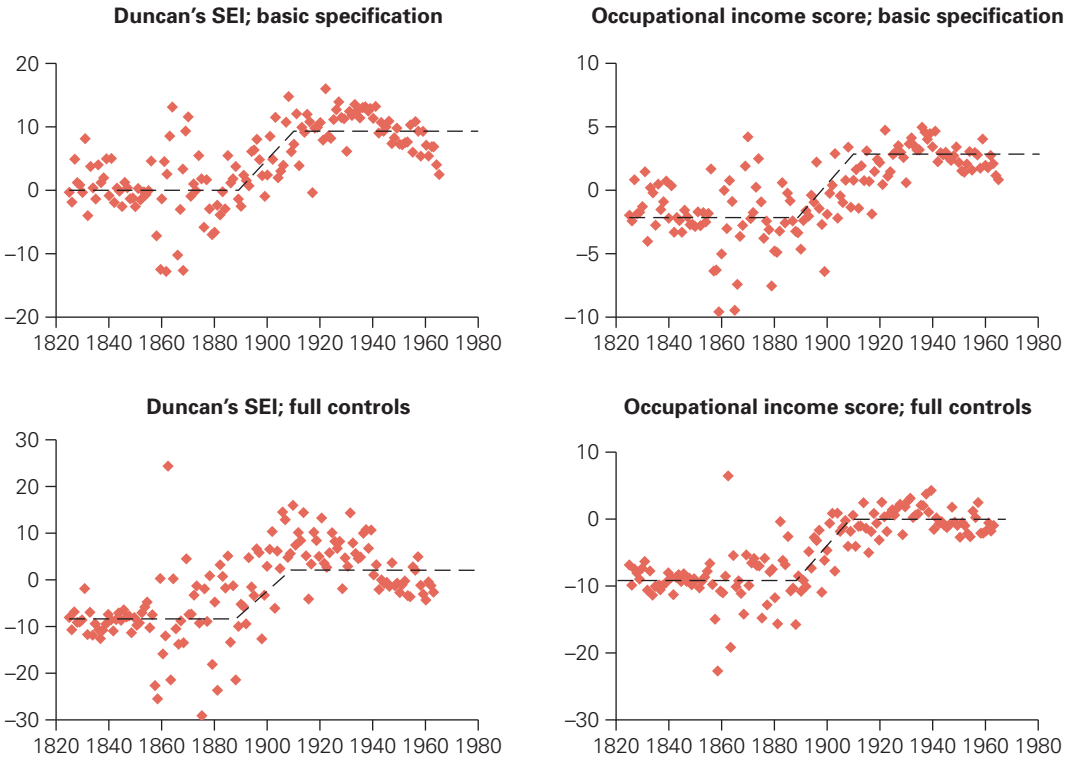 Duncan's SEI; basic specification
20
10
0
–10
–20
1820 1840 1860 1880 1900 1920 1940 1960 1980
Occupational income score; basic specification
10
5
0
–5
–10
1820 1840 1860 1880 1900 1920 1940 1960 1980
Duncan's SEI; full controls
30
20
10
0
–10
–20
–30
1820 1840 1860 1880 1900 1920 1940 1960 1980
Occupational income score; full controls
10
0
–10
–20
–30
1820 1840 1860 1880 1900 1920 1940 1960 1980